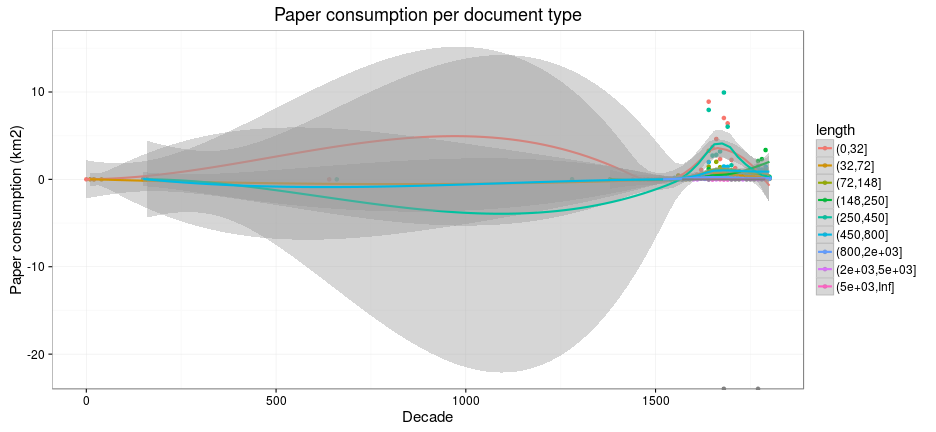 Paper consumption per document type
Paper consumption (km2)
10
0
-10
-20
0 500 1000 1500
Decade
length
(0,32]
(32,72]
(72,148]
(148,250]
(250,450]
(450,800]
(800,2e+03]
(2e+03,5e+03]
(5e+03,Inf]